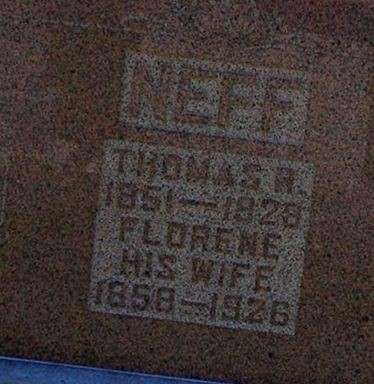 NEFF
THOMAS R.
1851—1928
FLORENE
HIS WIFE
1858—1926